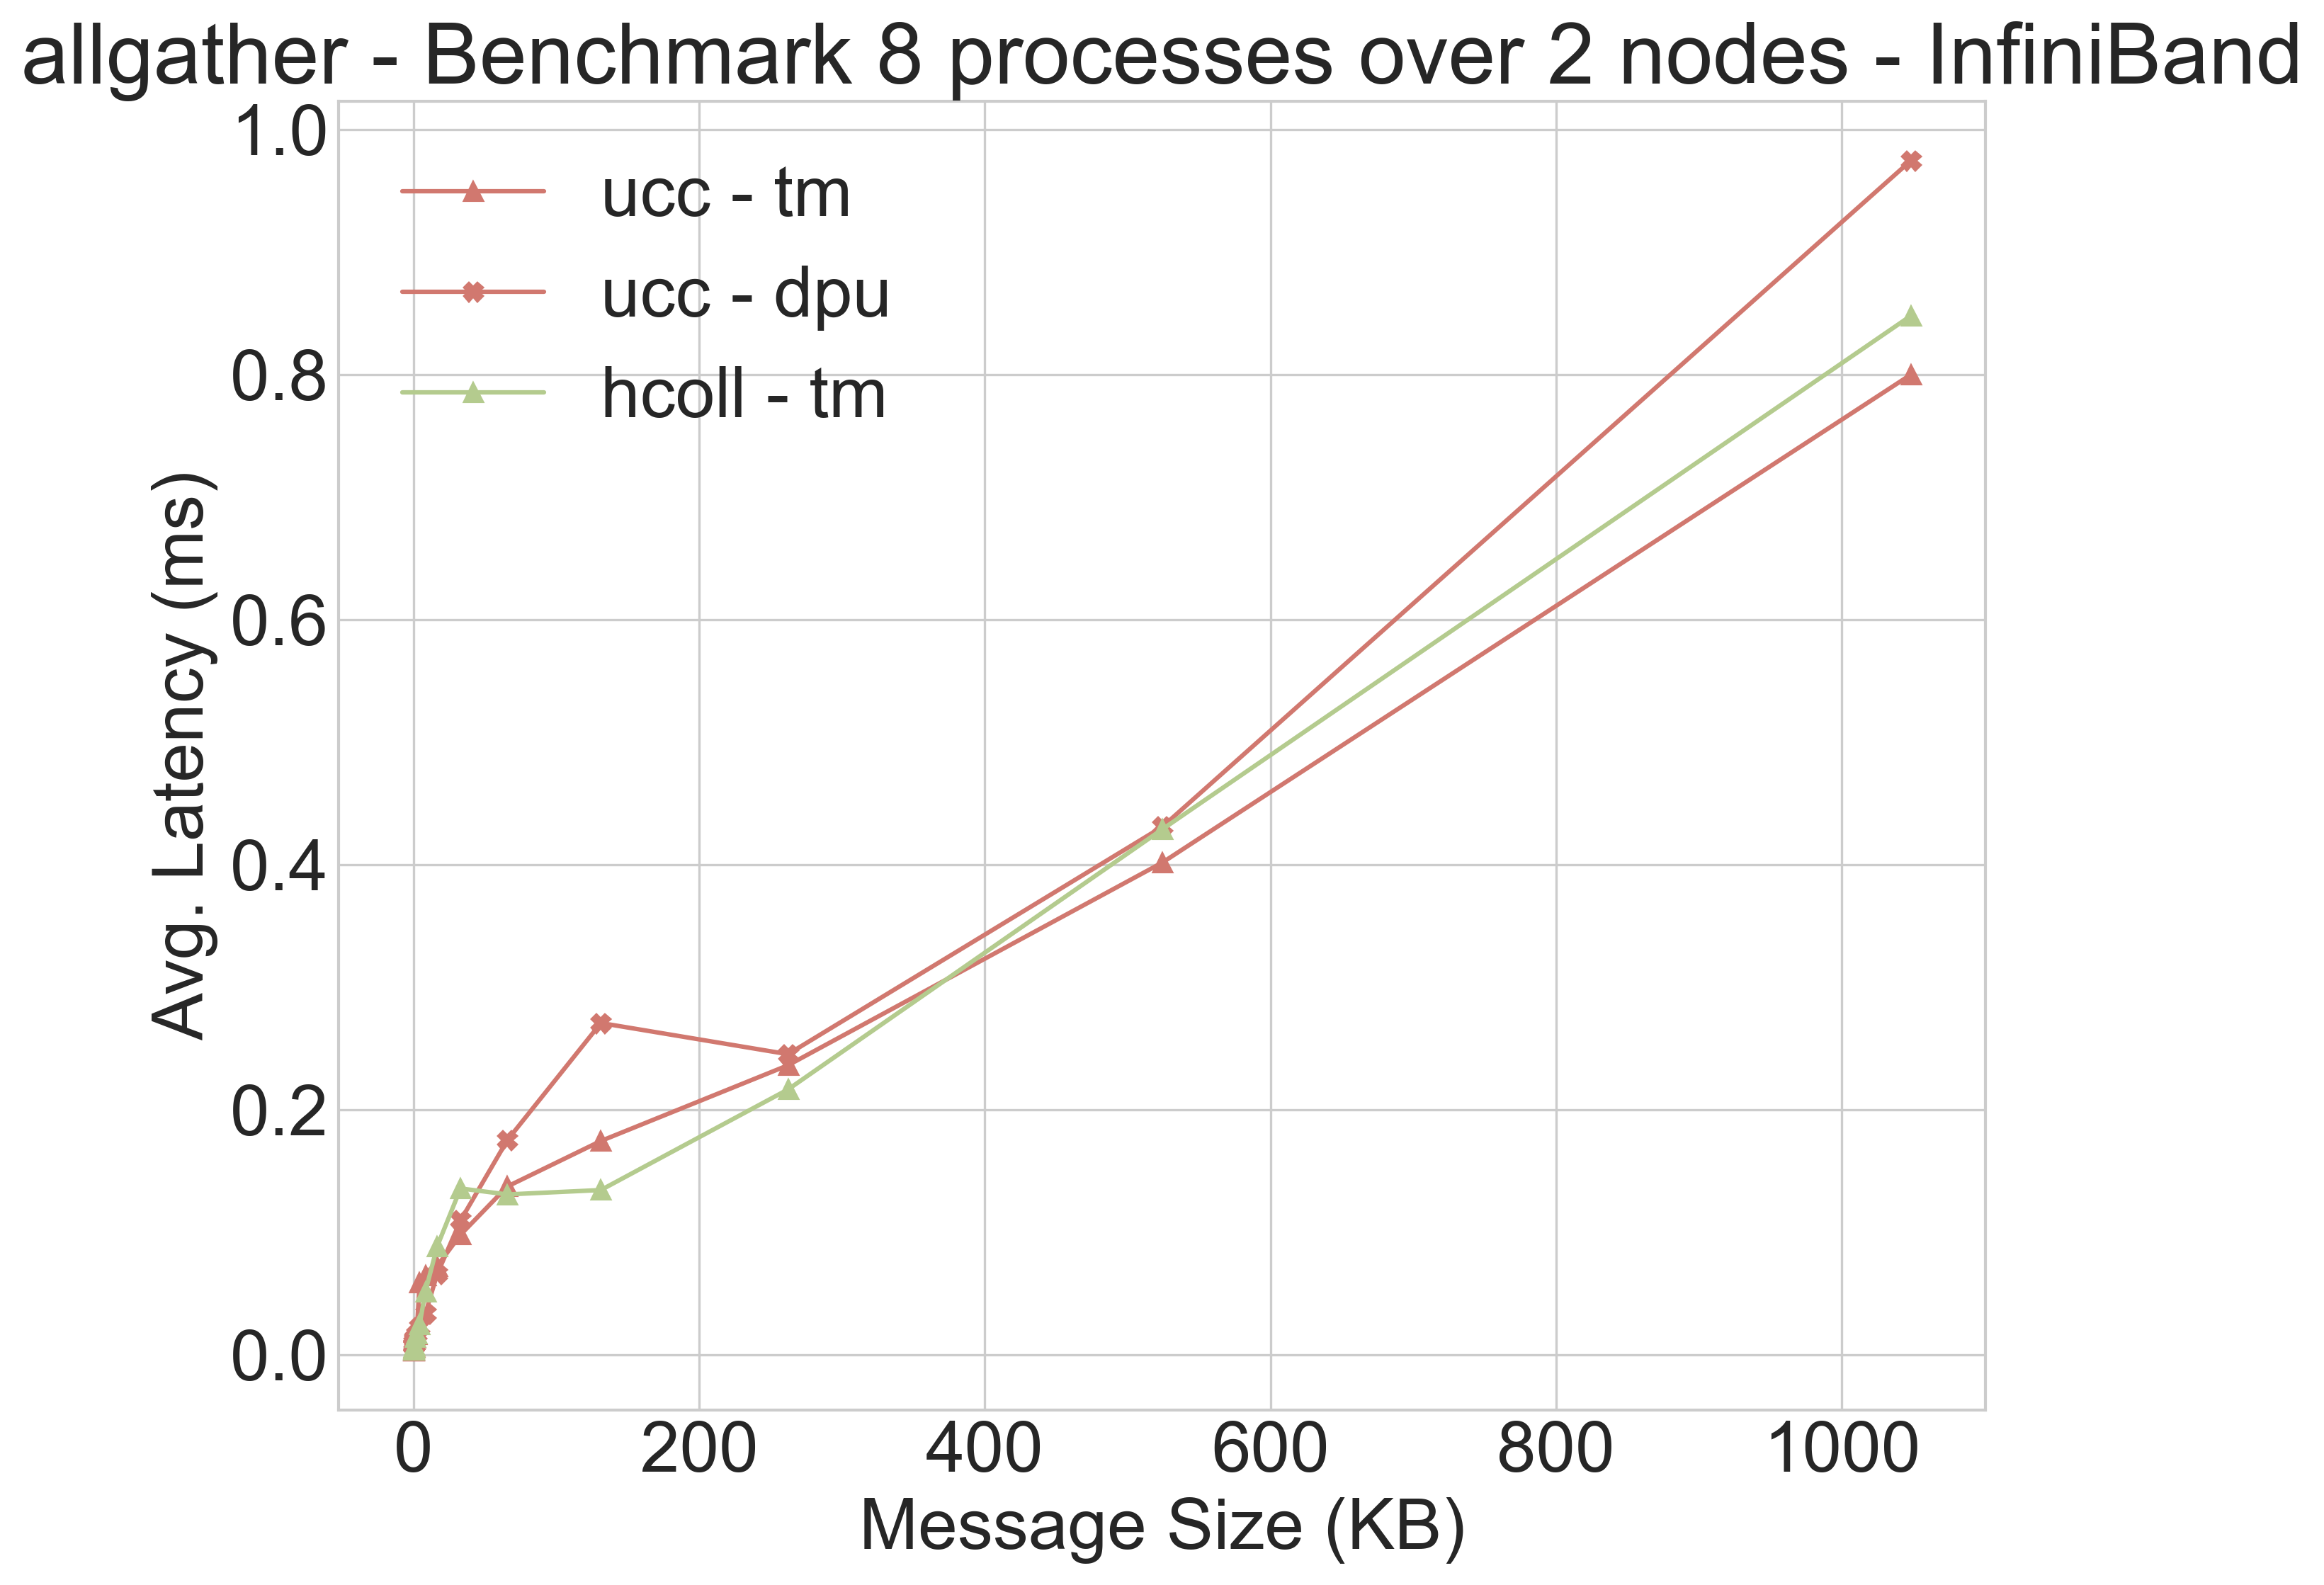 allgather - Benchmark 8 processes over 2 nodes - InfiniBand
ucc - tm
ucc - dpu
hcoll - tm
Avg. Latency (ms)
1.0
0.8
0.6
0.4
0.2
0.0
0 200 400 600 800 1000
Message Size (KB)